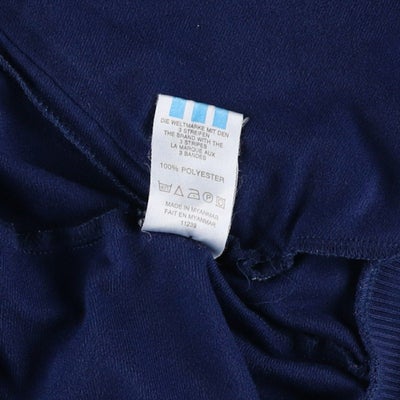 DIE WELTMARKE MIT DEN
3 STREIFEN
THE BRAND WITH THE
3 STRIPES
LA MARQUE AUX
3 BANDES
100% POLYESTER
MADE IN MYANMAR
FAIT EN MYANMAR